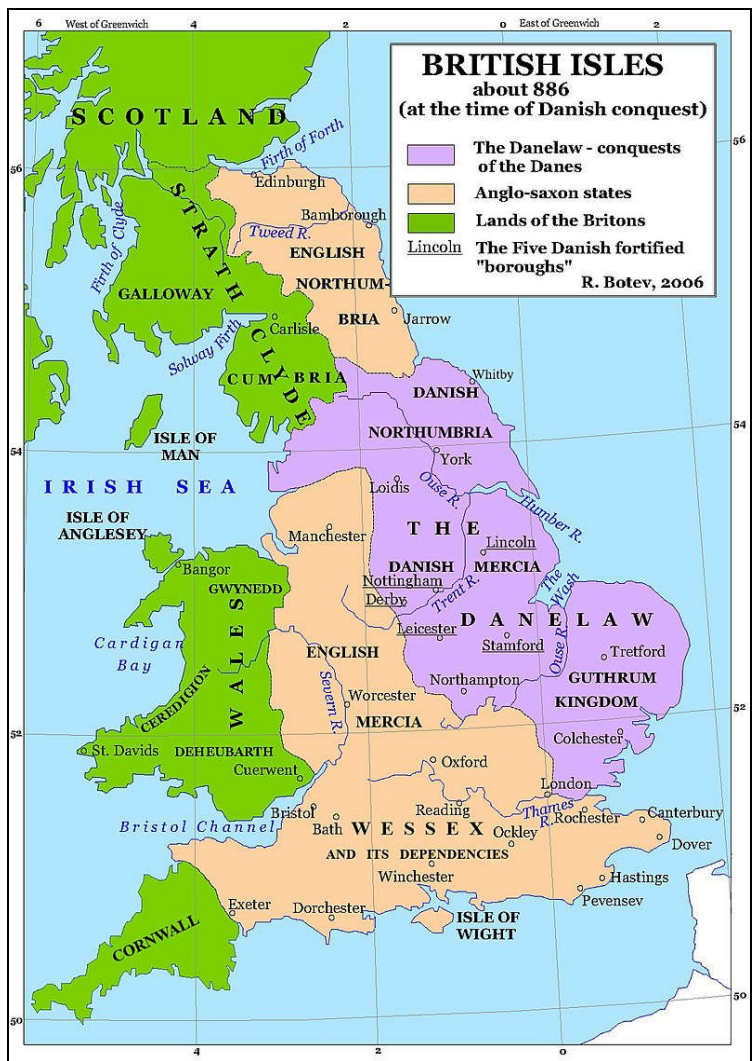 6
West of Greenwich
4
2
0
East of Greenwich
2
BRITISH ISLES
about 886
(at the time of Danish conquest)
The Danelaw - conquests
of the Danes
Anglo-saxon states
Lands of the Britons
Lincoln
The Five Danish fortified
"boroughs"
R. Botev, 2006
SCOTLAND
56
Firth of Forth
Edinburgh
STRATH CLYDE
Bamborough
Tweed R.
ENGLISH
NORTHUM-
BRIA
Firth of Clyde
GALLOWAY
Jarrow
Carlisle
Solway Firth
CUMBRIA
Whitby
DANISH
NORTHUMBRIA
54
54
ISLE OF
MAN
York
IRISH SEA
Loidis
Ouse R.
Humber R.
ISLE OF
ANGLESEY
Manchester
THE
Lincoln
Bangor
GWYNEDD
DANISH
MERCIA
Nottingham
Derby
Trent R.
The Wash
DANELAW
Leicester
Stamford
Ouse R.
Tretford
Cardigan
Bay
WALES
ENGLISH
GUTHRUM
KINGDOM
Northampton
CEREDIGION
Severn R.
Worcester
MERCIA
52
52
Colchester
St. Davids
DEHEUBARTH
Cuerwent
Oxford
London
Bristol
Reading
Thames
R.
Rochester
Canterbury
Bristol Channel
Bath
WESSEX
Ockley
Dover
AND ITS DEPENDENCIES
Winchester
Hastings
Pevensev
Exeter
Dorchester
ISLE OF
WIGHT
CORNWALL
50
50
4
2
0